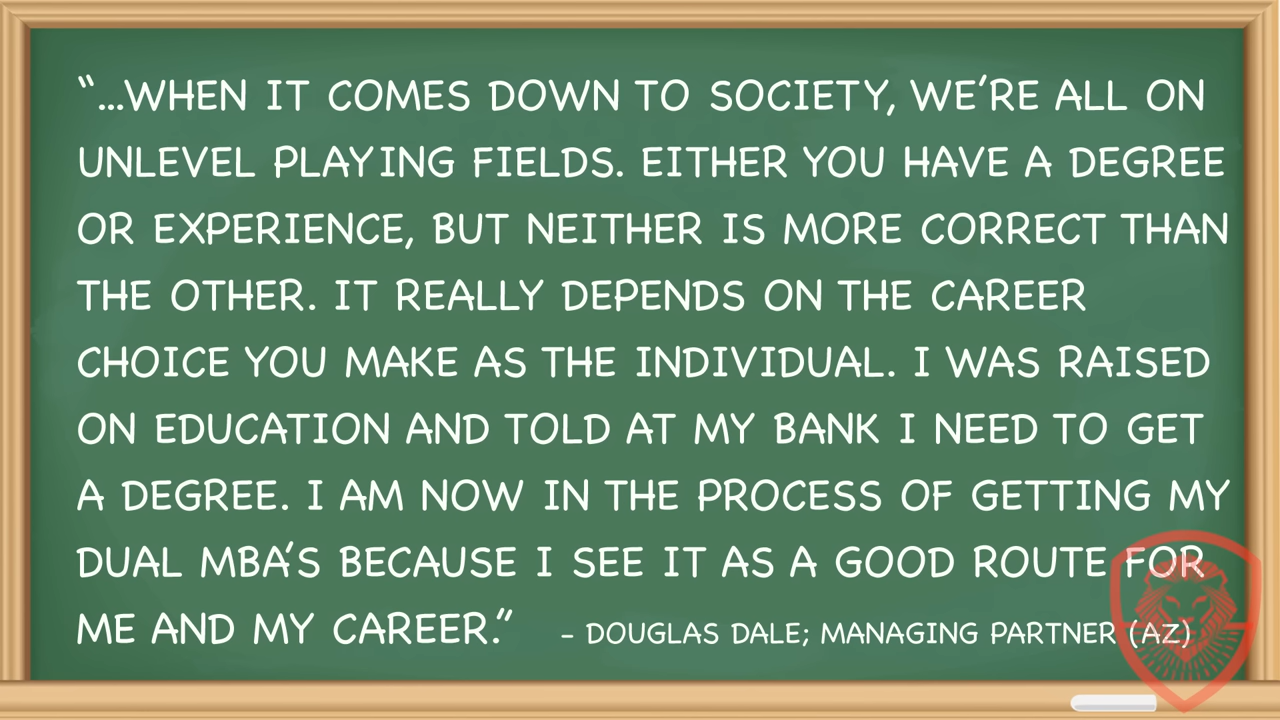 “...WHEN IT COMES DOWN TO SOCIETY, WE’RE ALL ON
UNLEVEL PLAYING FIELDS. EITHER YOU HAVE A DEGREE
OR EXPERIENCE, BUT NEITHER IS MORE CORRECT THAN
THE OTHER. IT REALLY DEPENDS ON THE CAREER
CHOICE YOU MAKE AS THE INDIVIDUAL. I WAS RAISED
ON EDUCATION AND TOLD AT MY BANK I NEED TO GET
A DEGREE. I AM NOW IN THE PROCESS OF GETTING MY
DUAL MBA’S BECAUSE I SEE IT AS A GOOD ROUTE FOR
ME AND MY CAREER.” – DOUGLAS DALE; MANAGING PARTNER (AZ)